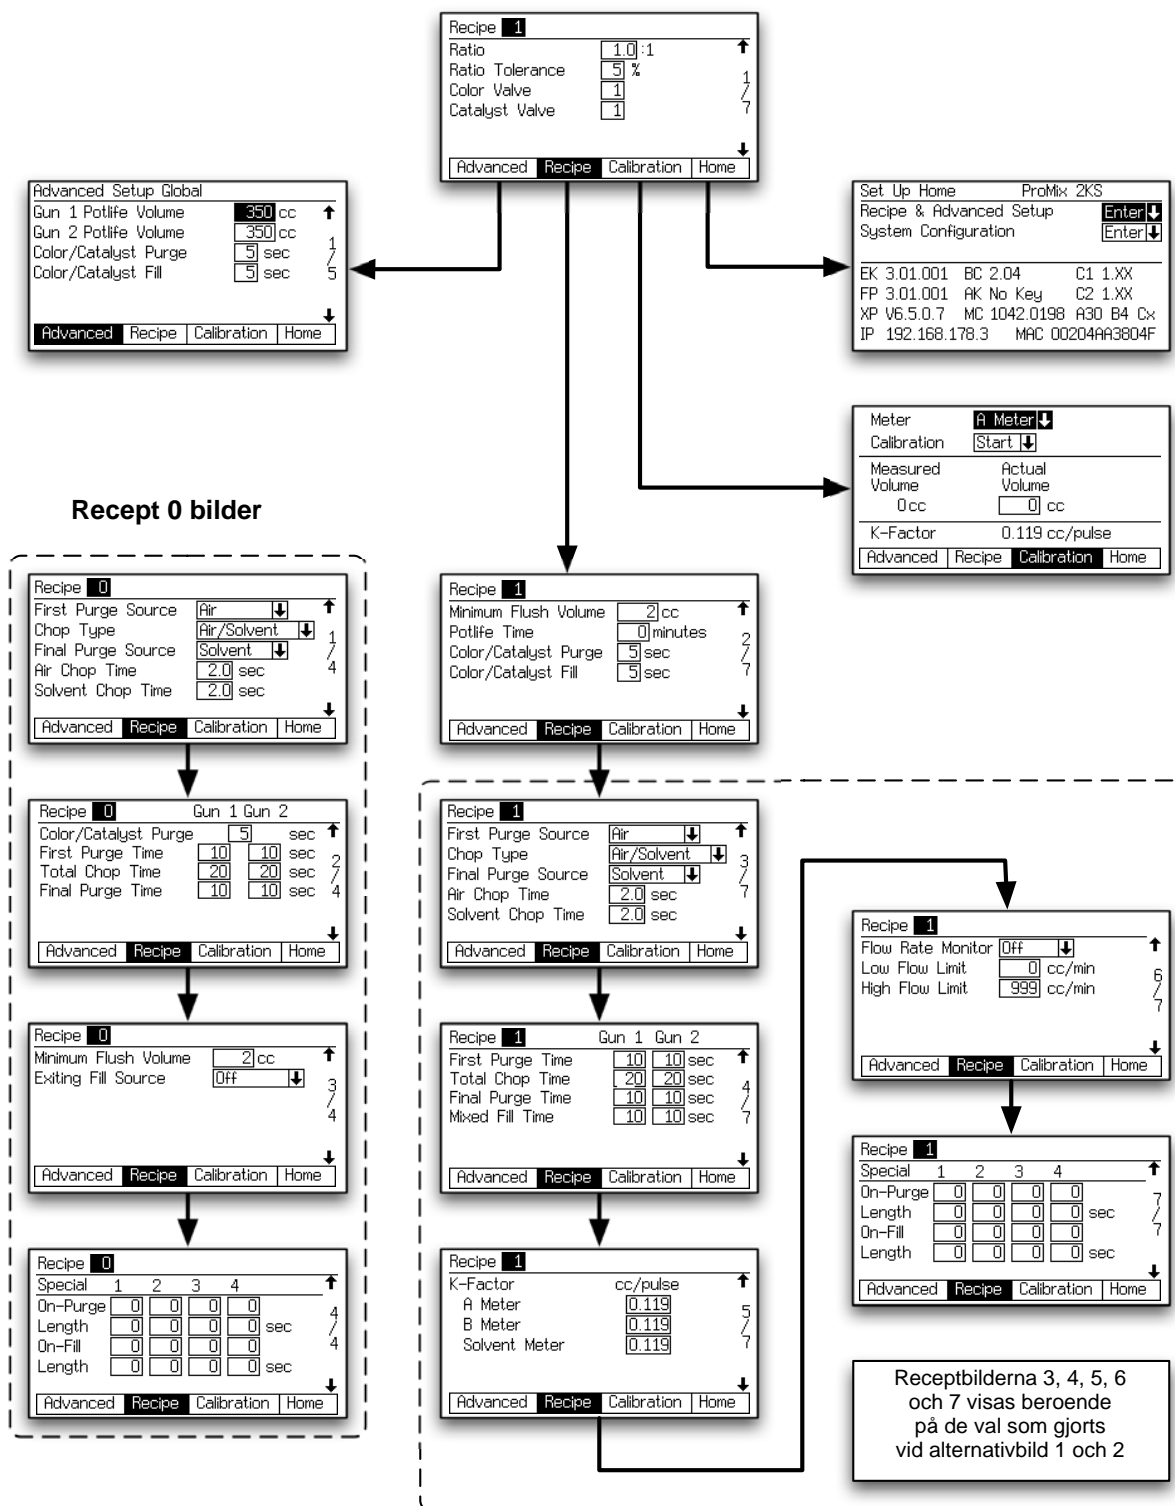 Recipe 1
Ratio 1.0 :1
Ratio Tolerance 5 %
Color Valve 1
Catalyst Valve 1
1/7
Advanced Recipe Calibration Home
Advanced Setup Global
Gun 1 Potlife Volume 350 cc
Gun 2 Potlife Volume 350 cc
Color/Catalyst Purge 5 sec
Color/Catalyst Fill 5 sec
1/5
Advanced Recipe Calibration Home
Set Up Home ProMix 2KS
Recipe & Advanced Setup Enter
System Configuration Enter
EK 3.01.001 BC 2.04 C1 1.XX
FP 3.01.001 AK No Key C2 1.XX
XP V6.5.0.7 MC 1042.0198 A30 B4 Cx
IP 192.168.178.3 MAC 00204AA3804F
Meter A Meter
Calibration Start
Measured Actual
Volume Volume
0 cc 0 cc
K-Factor 0.119 cc/pulse
Advanced Recipe Calibration Home
Recept 0 bilder
Recipe 0
First Purge Source Air
Chop Type Air/Solvent
Final Purge Source Solvent
Air Chop Time 2.0 sec
Solvent Chop Time 2.0 sec
1/4
Advanced Recipe Calibration Home
Recipe 0 Gun 1 Gun 2
Color/Catalyst Purge 5 sec
First Purge Time 10 10 sec
Total Chop Time 20 20 sec
Final Purge Time 10 10 sec
2/4
Advanced Recipe Calibration Home
Recipe 0
Minimum Flush Volume 2 cc
Exiting Fill Source Off
3/4
Advanced Recipe Calibration Home
Recipe 0
Special 1 2 3 4
On-Purge 0 0 0 0
Length 0 0 0 0 sec
On-Fill 0 0 0 0
Length 0 0 0 0 sec
4/4
Advanced Recipe Calibration Home
Recipe 1
Minimum Flush Volume 2 cc
Potlife Time 0 minutes
Color/Catalyst Purge 5 sec
Color/Catalyst Fill 5 sec
2/7
Advanced Recipe Calibration Home
Recipe 1
First Purge Source Air
Chop Type Air/Solvent
Final Purge Source Solvent
Air Chop Time 2.0 sec
Solvent Chop Time 2.0 sec
3/7
Advanced Recipe Calibration Home
Recipe 1 Gun 1 Gun 2
First Purge Time 10 10 sec
Total Chop Time 20 20 sec
Final Purge Time 10 10 sec
Mixed Fill Time 10 10 sec
4/7
Advanced Recipe Calibration Home
Recipe 1
K-Factor cc/pulse
A Meter 0.119
B Meter 0.119
Solvent Meter 0.119
5/7
Advanced Recipe Calibration Home
Recipe 1
Flow Rate Monitor Off
Low Flow Limit 0 cc/min
High Flow Limit 999 cc/min
6/7
Advanced Recipe Calibration Home
Recipe 1
Special 1 2 3 4
On-Purge 0 0 0 0
Length 0 0 0 0 sec
On-Fill 0 0 0 0
Length 0 0 0 0 sec
7/7
Advanced Recipe Calibration Home
Receptbilderna 3, 4, 5, 6
och 7 visas beroende
på de val som gjorts
vid alternativbild 1 och 2